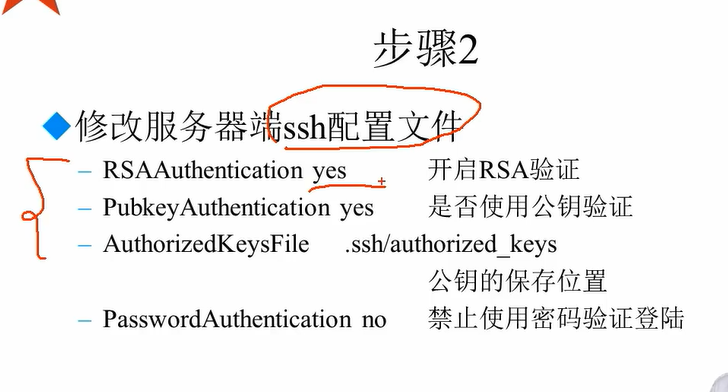 步骤2
修改服务器端ssh配置文件
– RSAAuthentication yes 开启RSA验证
– PubkeyAuthentication yes 是否使用公钥验证
– AuthorizedKeysFile .ssh/authorized_keys
公钥的保存位置
– PasswordAuthentication no 禁止使用密码验证登陆